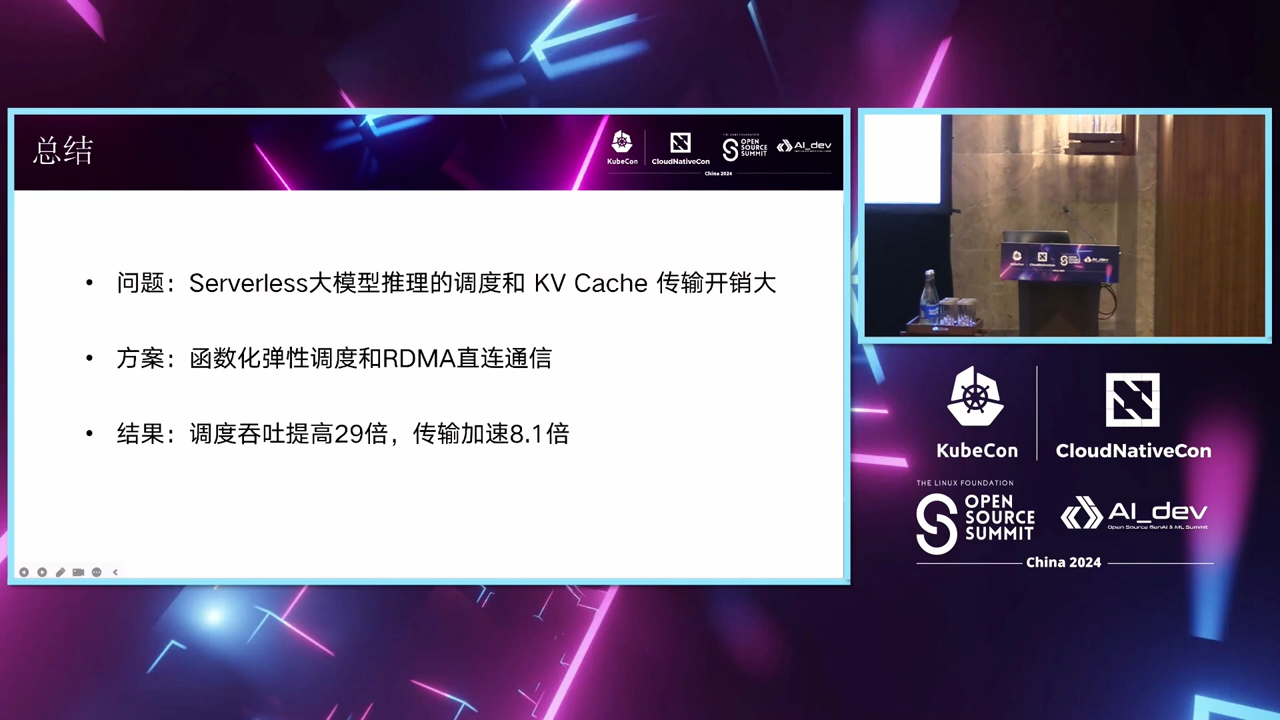 总结
KubeCon
CloudNativeCon
OPEN SOURCE SUMMIT
AI_dev
China 2024
• 问题：Serverless大模型推理的调度和 KV Cache 传输开销大
• 方案：函数化弹性调度和RDMA直连通信
• 结果：调度吞吐提高29倍，传输加速8.1倍
KubeCon
CloudNativeCon
THE LINUX FOUNDATION
OPEN
SOURCE
SUMMIT
AI_dev
Open Source GenAI & ML Summit
China 2024